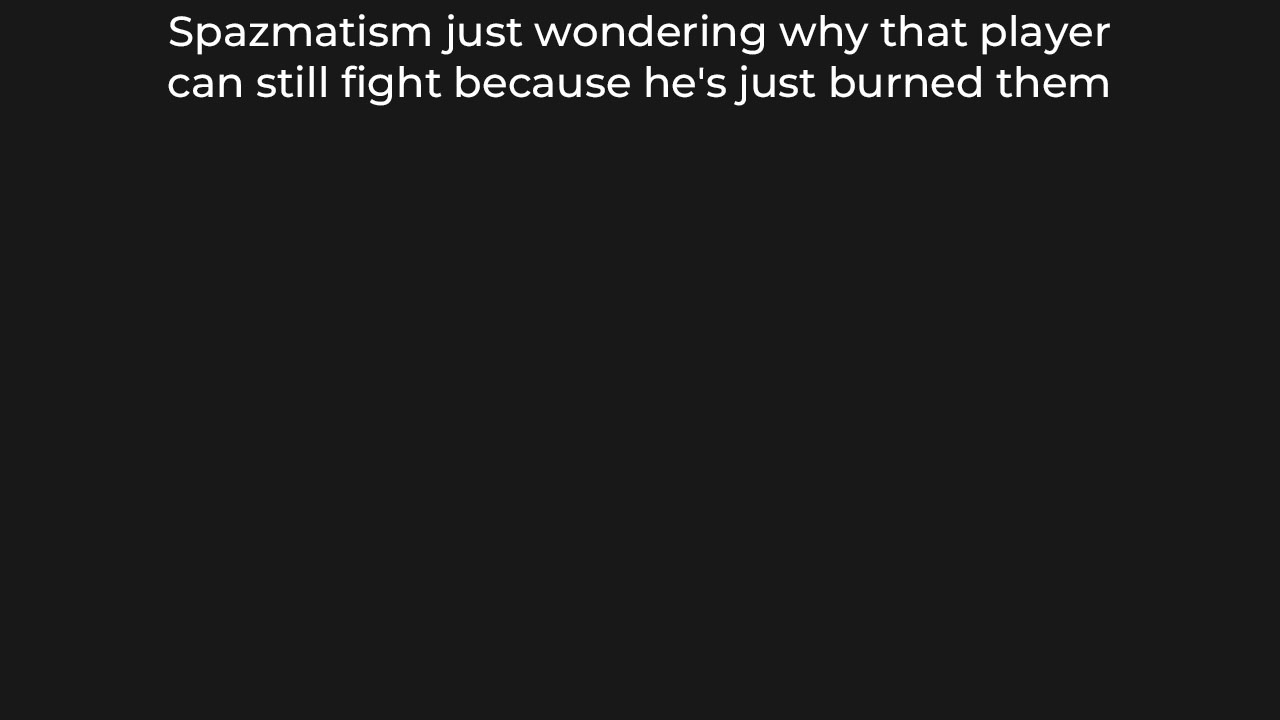 Spazmatism just wondering why that player
can still fight because he's just burned them